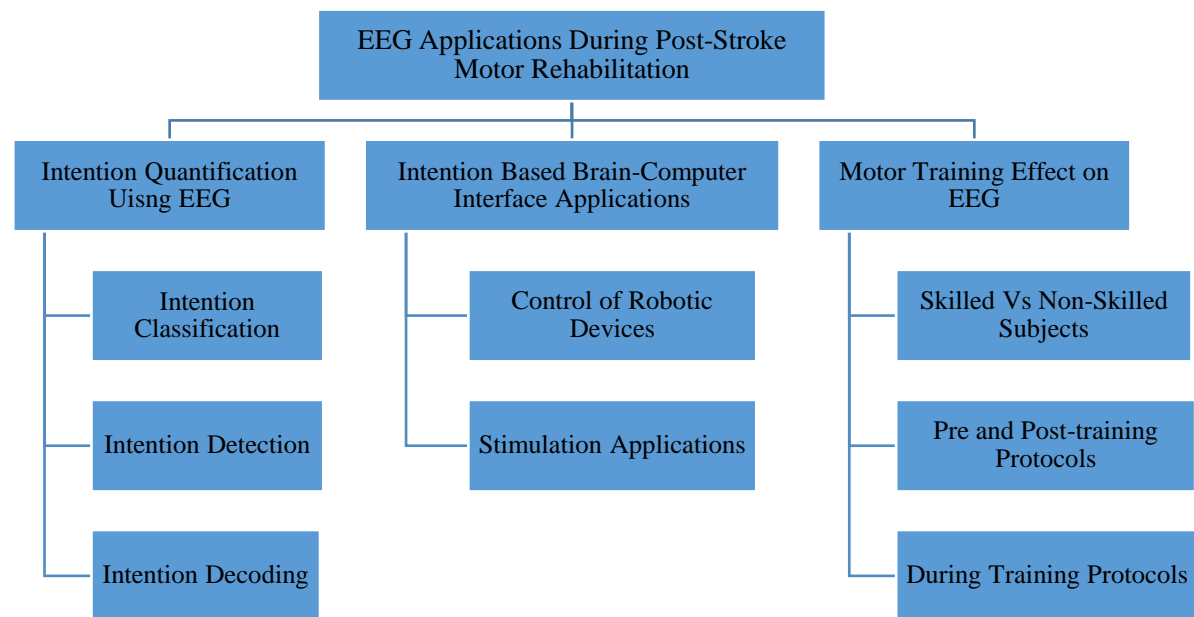 EEG Applications During Post-Stroke
Motor Rehabilitation
Intention Quantification
Uisng EEG
Intention
Classification
Intention Detection
Intention Decoding
Intention Based Brain-Computer
Interface Applications
Control of Robotic
Devices
Stimulation Applications
Motor Training Effect on
EEG
Skilled Vs Non-Skilled
Subjects
Pre and Post-training
Protocols
During Training Protocols